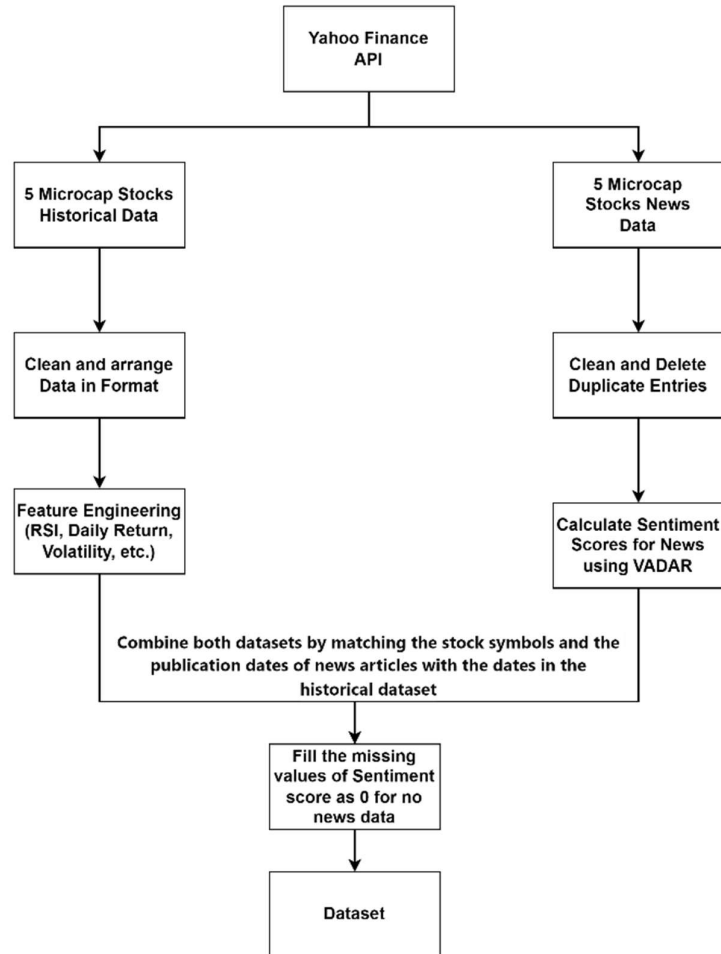 Yahoo Finance
API
5 Microcap Stocks
Historical Data
5 Microcap
Stocks News
Data
Clean and arrange
Data in Format
Clean and Delete
Duplicate Entries
Feature Engineering
(RSI, Daily Return,
Volatility, etc.)
Calculate Sentiment
Scores for News
using VADAR
Combine both datasets by matching the stock symbols and the
publication dates of news articles with the dates in the
historical dataset
Fill the missing
values of Sentiment
score as 0 for no
news data
Dataset